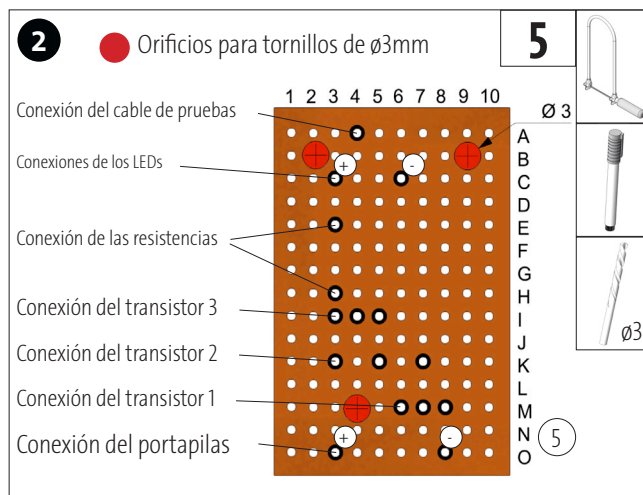 2
Orificios para tornillos de ø3mm
5
1 2 3 4 5 6 7 8 9 10
Ø 3
Conexión del cable de pruebas
A
B
Conexiones de los LEDs
+ -
C
D
E
Conexión de las resistencias
F
G
H
Conexión del transistor 3
I
J
ø3
Conexión del transistor 2
K
L
Conexión del transistor 1
M
+ -
N
5
Conexión del portapilas
O